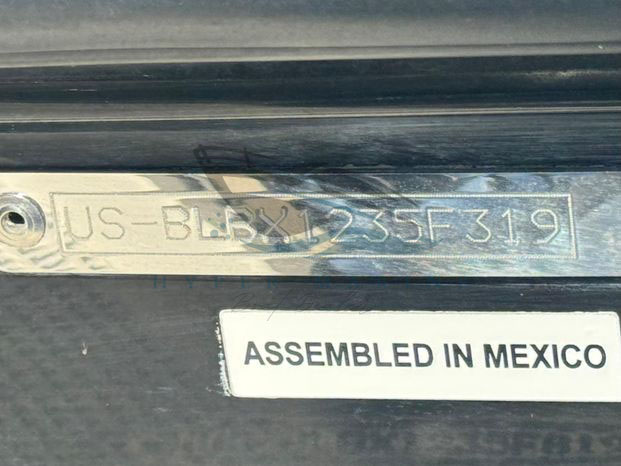 US-BLBX1235F319
ASSEMBLED IN MEXICO